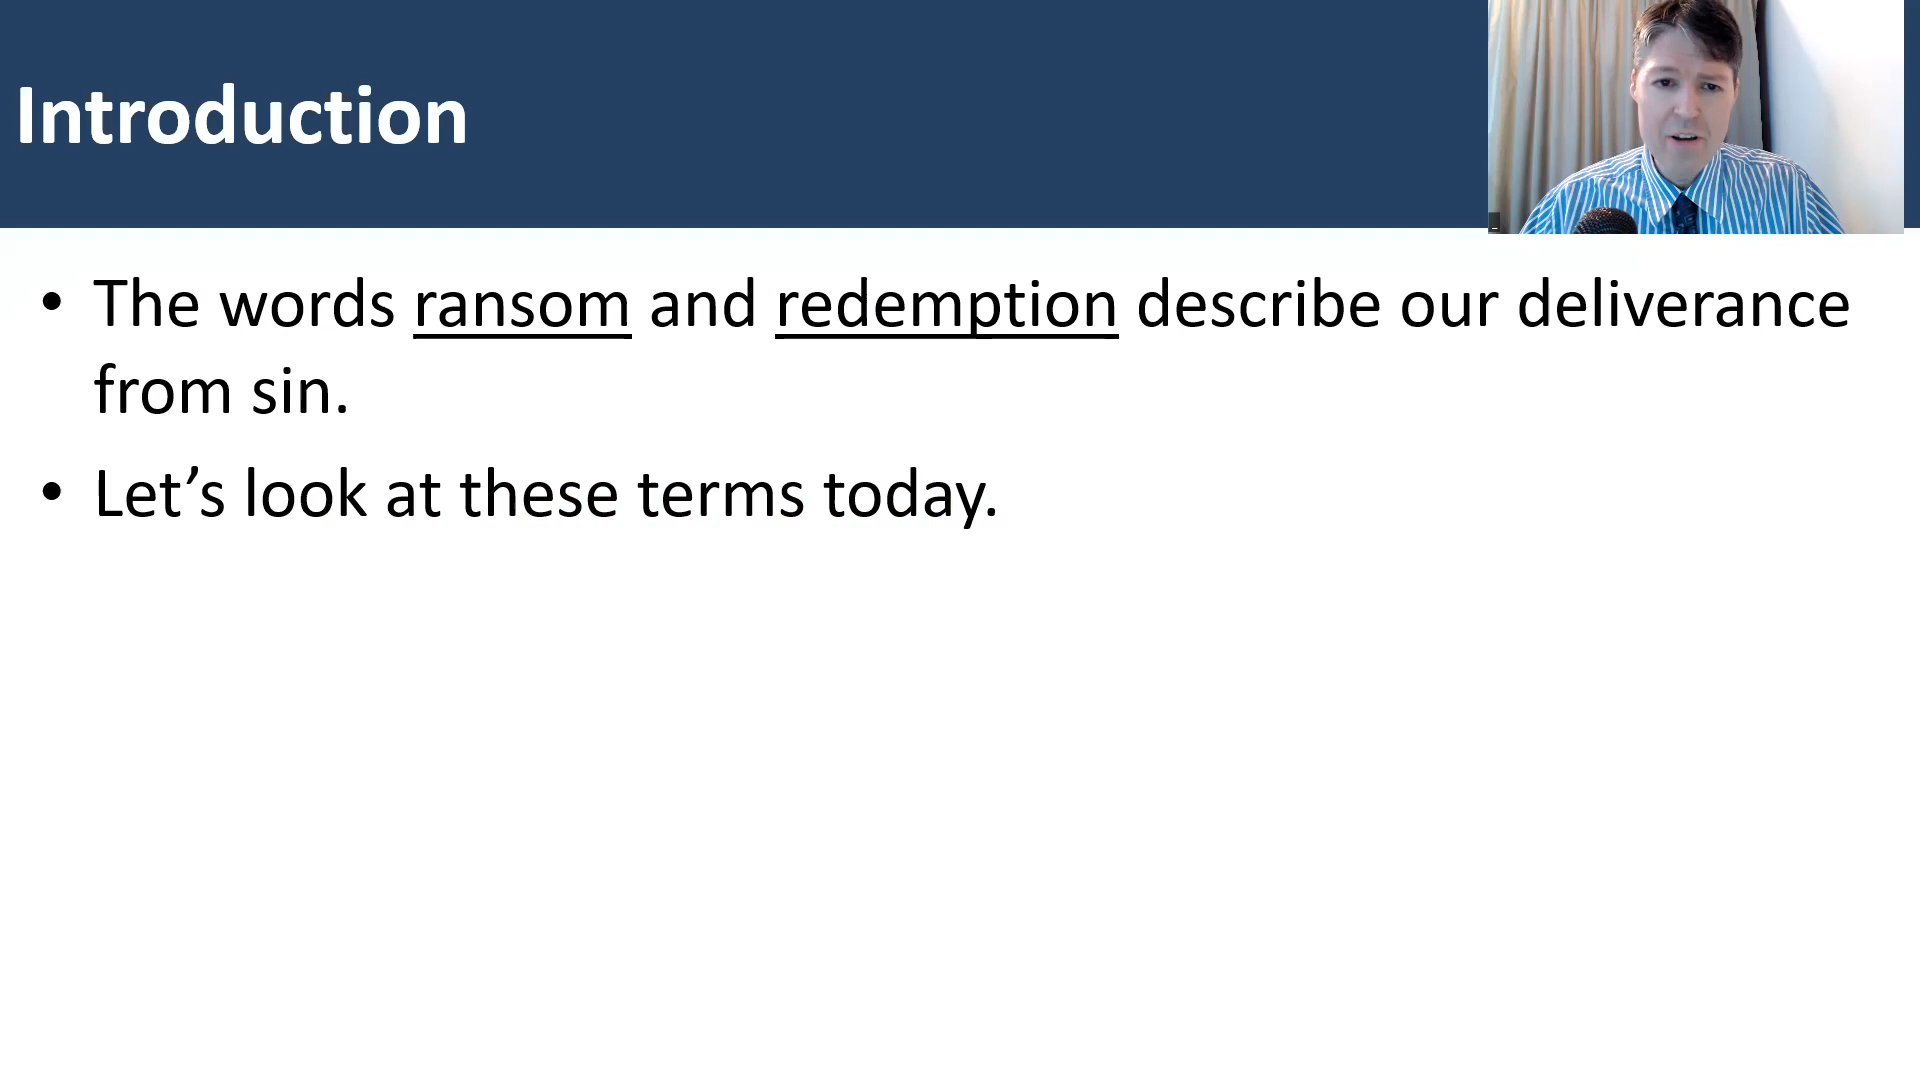 Introduction
• The words ransom and redemption describe our deliverance
from sin.
• Let’s look at these terms today.